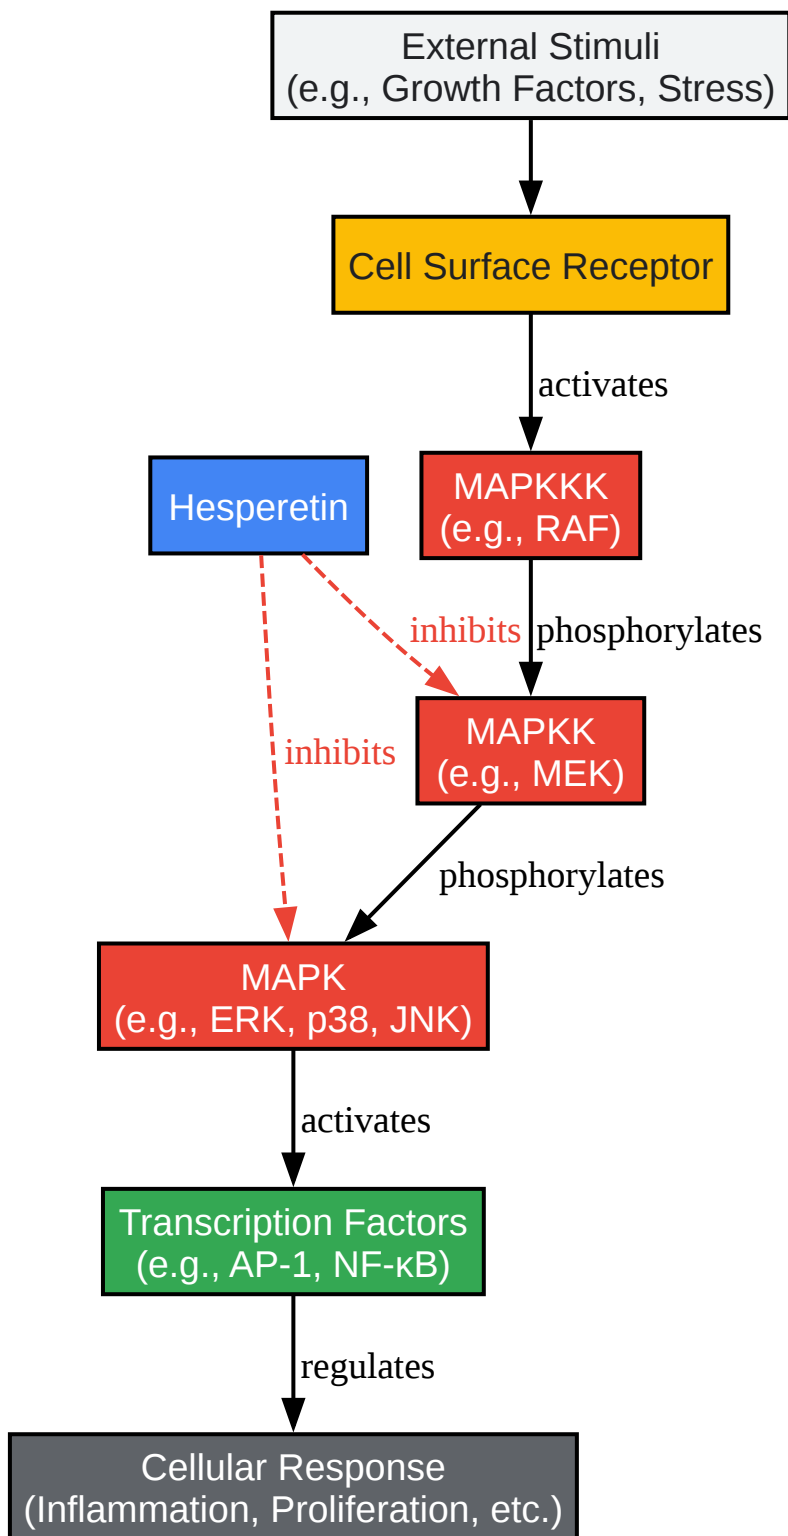 External Stimuli
(e.g., Growth Factors, Stress)
Cell Surface Receptor
activates
Hesperetin
MAPKKK
(e.g., RAF)
inhibits
phosphorylates
MAPKK
(e.g., MEK)
inhibits
phosphorylates
MAPK
(e.g., ERK, p38, JNK)
activates
Transcription Factors
(e.g., AP-1, NF-κB)
regulates
Cellular Response
(Inflammation, Proliferation, etc.)